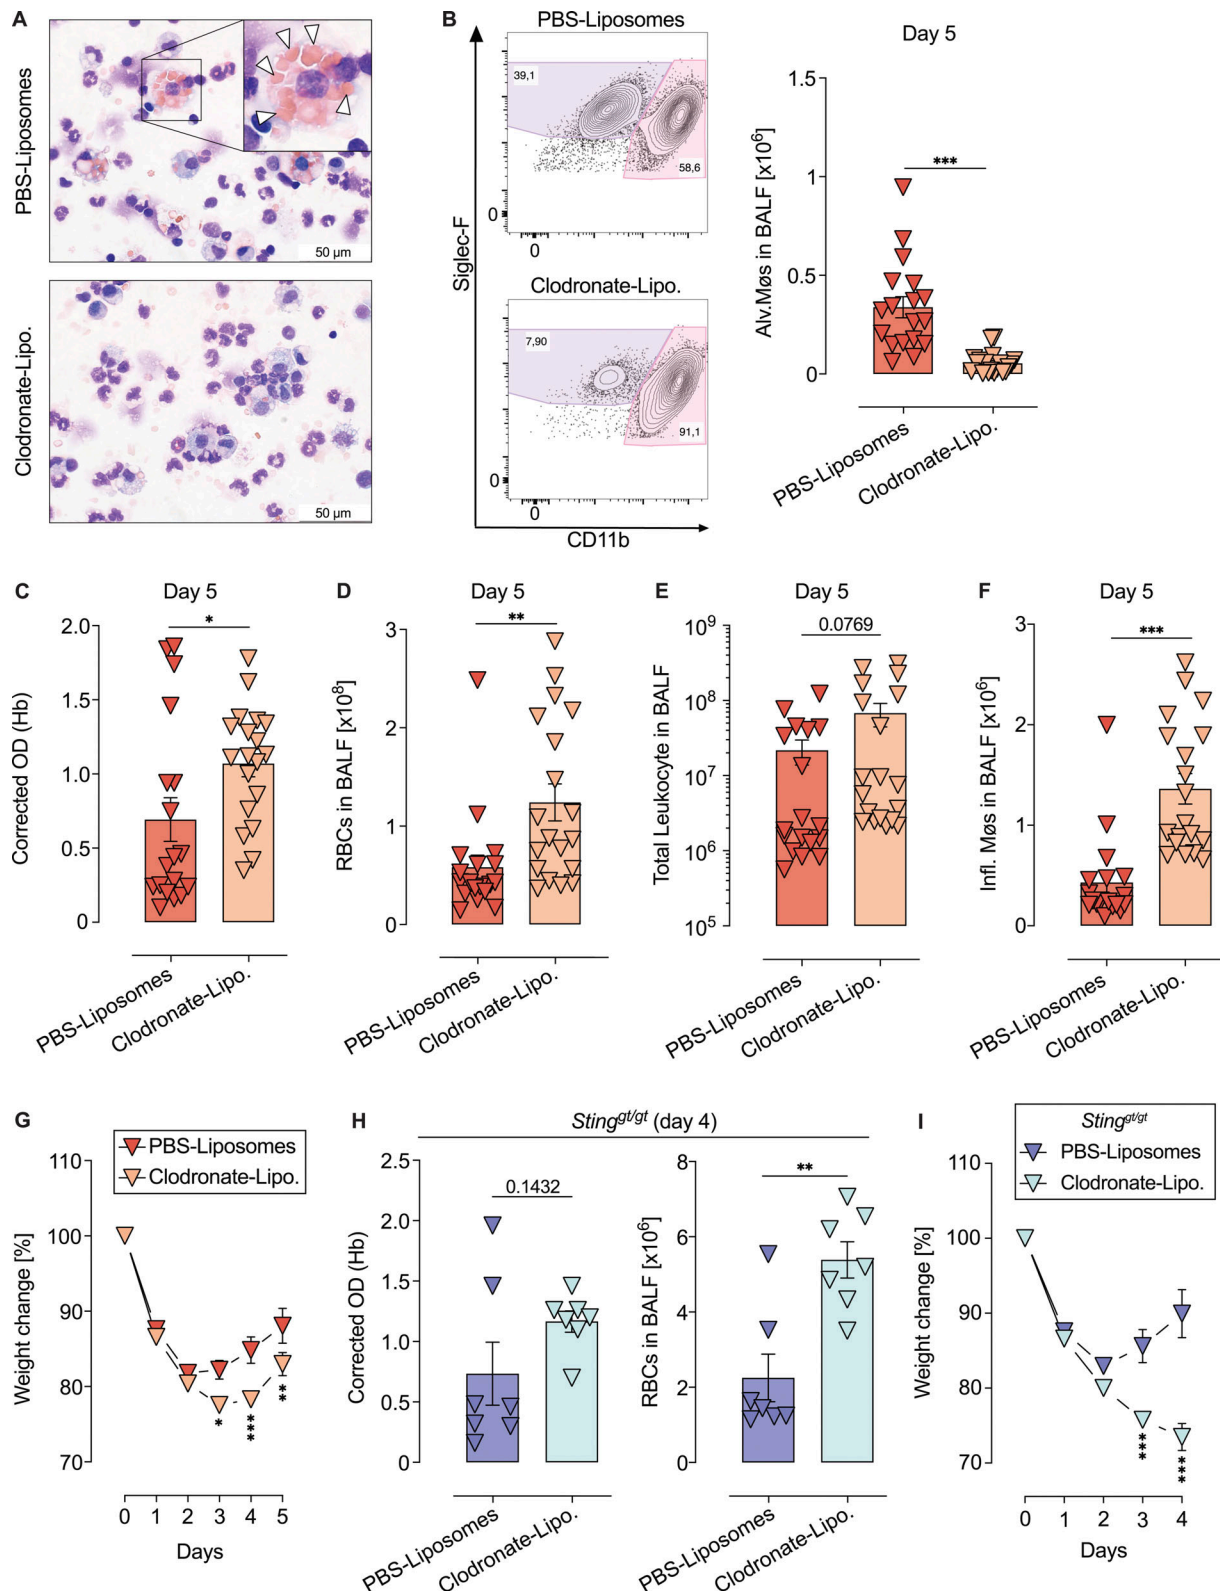 A
PBS-Liposomes
50 µm
Clodronate-Lipo.
50 µm
B
PBS-Liposomes
39,1
58,6
0
0
Clodronate-Lipo.
7,90
91,1
0
0
Siglec-F
CD11b
Day 5
Alv.Møs in BALF [x10⁶]
1.5
1
0.5
0
***
PBS-Liposomes
Clodronate-Lipo.
C
Day 5
Corrected OD (Hb)
2.0
1.5
1.0
0.5
0
*
PBS-Liposomes
Clodronate-Lipo.
D
Day 5
RBCs in BALF [x10⁸]
3
2
1
0
**
PBS-Liposomes
Clodronate-Lipo.
E
Day 5
Total Leukocyte in BALF
10⁹
10⁸
10⁷
10⁶
10⁵
0.0769
PBS-Liposomes
Clodronate-Lipo.
F
Day 5
Infl. Møs in BALF [x10⁶]
3
2
1
0
***
PBS-Liposomes
Clodronate-Lipo.
G
PBS-Liposomes
Clodronate-Lipo.
Weight change [%]
110
100
90
80
70
*
***
**
0 1 2 3 4 5
Days
H
Sting^gt/gt (day 4)
Corrected OD (Hb)
2.5
2.0
1.5
1.0
0.5
0
0.1432
PBS-Liposomes
Clodronate-Lipo.
RBCs in BALF [x10⁶]
8
6
4
2
0
**
PBS-Liposomes
Clodronate-Lipo.
I
Sting^gt/gt
PBS-Liposomes
Clodronate-Lipo.
Weight change [%]
110
100
90
80
70
***
***
0 1 2 3 4
Days